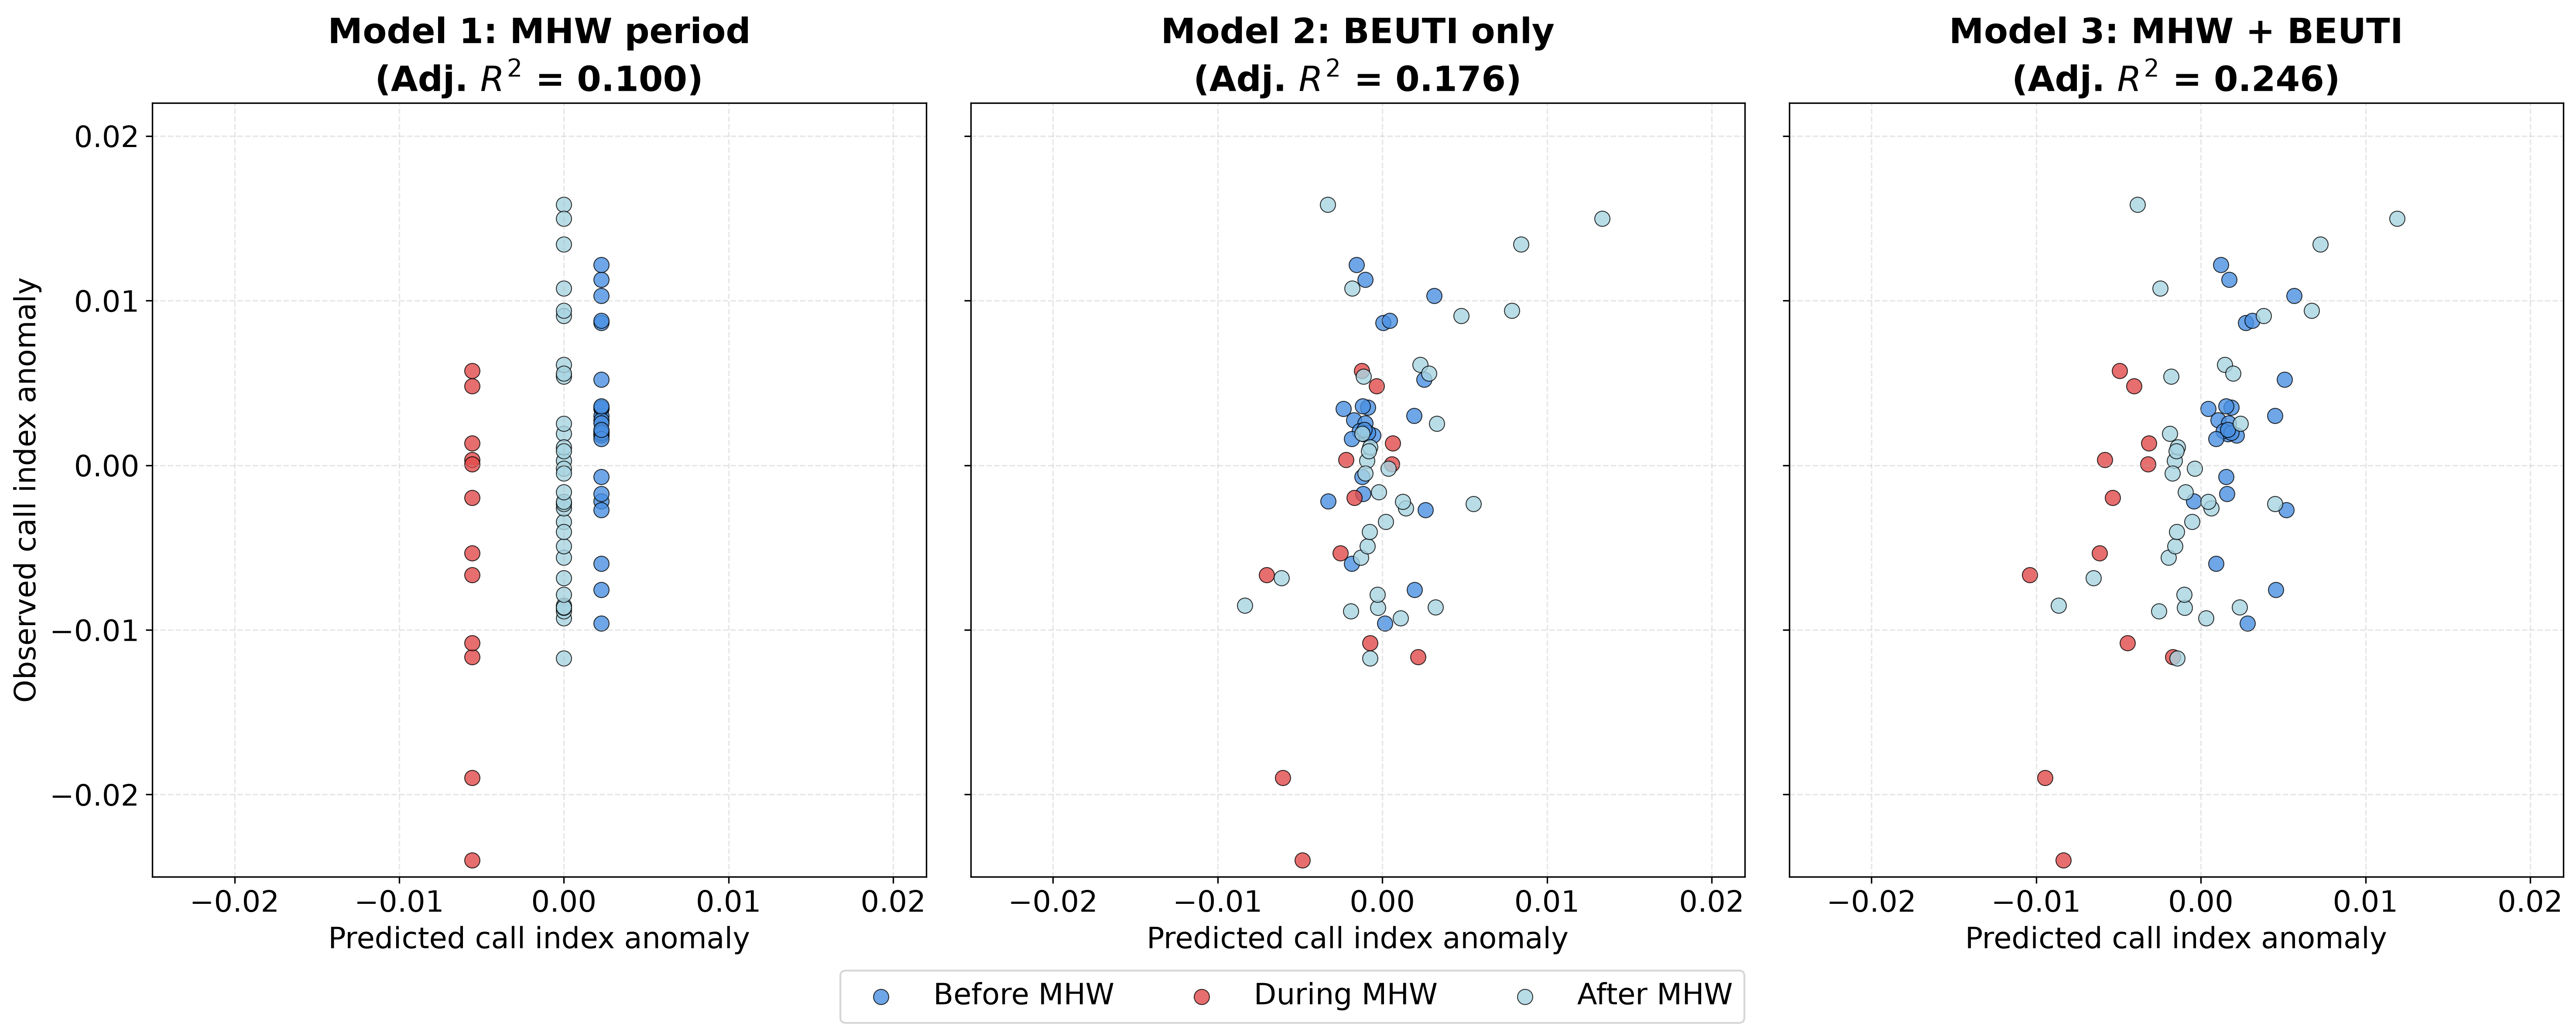 Model 1: MHW period
(Adj. R² = 0.100)
Model 2: BEUTI only
(Adj. R² = 0.176)
Model 3: MHW + BEUTI
(Adj. R² = 0.246)
Observed call index anomaly
0.02
0.01
0.00
−0.01
−0.02
−0.02 −0.01 0.00 0.01 0.02
−0.02 −0.01 0.00 0.01 0.02
−0.02 −0.01 0.00 0.01 0.02
Predicted call index anomaly
Predicted call index anomaly
Predicted call index anomaly
Before MHW During MHW After MHW